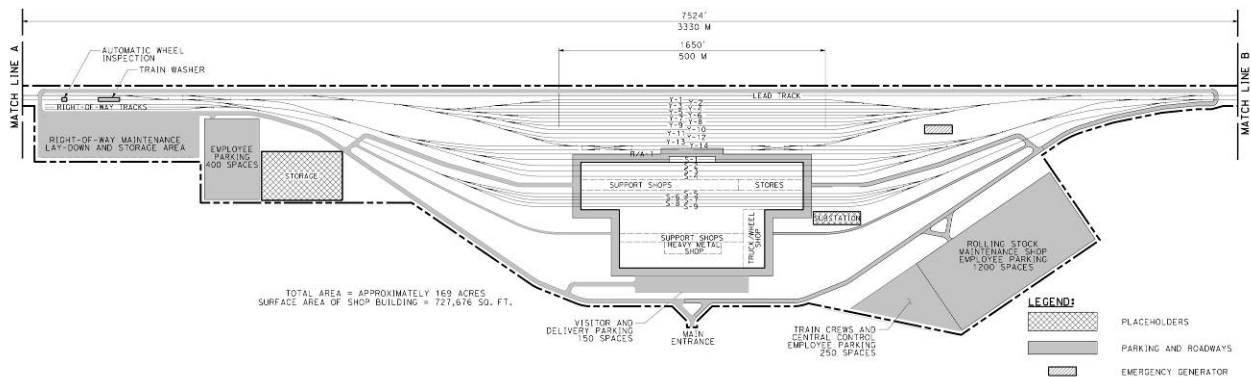 7524'
3330 M
1650'
500 M
MATCH LINE A
MATCH LINE B
AUTOMATIC WHEEL
INSPECTION
TRAIN WASHER
RIGHT-OF-WAY TRACKS
LEAD TRACK
Y-1 Y-2
Y-6
Y-8
Y-9 Y-10
Y-11 Y-12
Y-13 Y-14
R/A-1
S-1
RIGHT-OF-WAY MAINTENANCE
LAY-DOWN AND STORAGE AREA
EMPLOYEE
PARKING
400 SPACES
STORAGE
SUPPORT SHOPS
STORES
S-6 S-5
S-8 S-7
S-9
SUBSTATION
SUPPORT SHOPS
HEAVY METAL
SHOP
TRUCK/WHEEL
SHOP
ROLLING STOCK
MAINTENANCE SHOP
EMPLOYEE PARKING
1200 SPACES
TOTAL AREA = APPROXIMATELY 169 ACRES
SURFACE AREA OF SHOP BUILDING = 727,676 SQ. FT.
VISITOR AND
DELIVERY PARKING
150 SPACES
MAIN
ENTRANCE
TRAIN CREWS AND
CENTRAL CONTROL
EMPLOYEE PARKING
250 SPACES
LEGEND:
PLACEHOLDERS
PARKING AND ROADWAYS
EMERGENCY GENERATOR